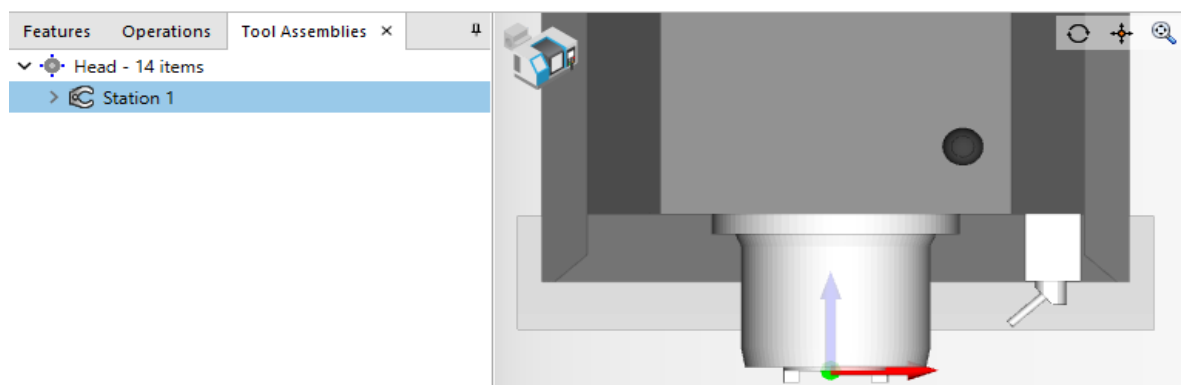 Features Operations Tool Assemblies ×
Head - 14 items
Station 1